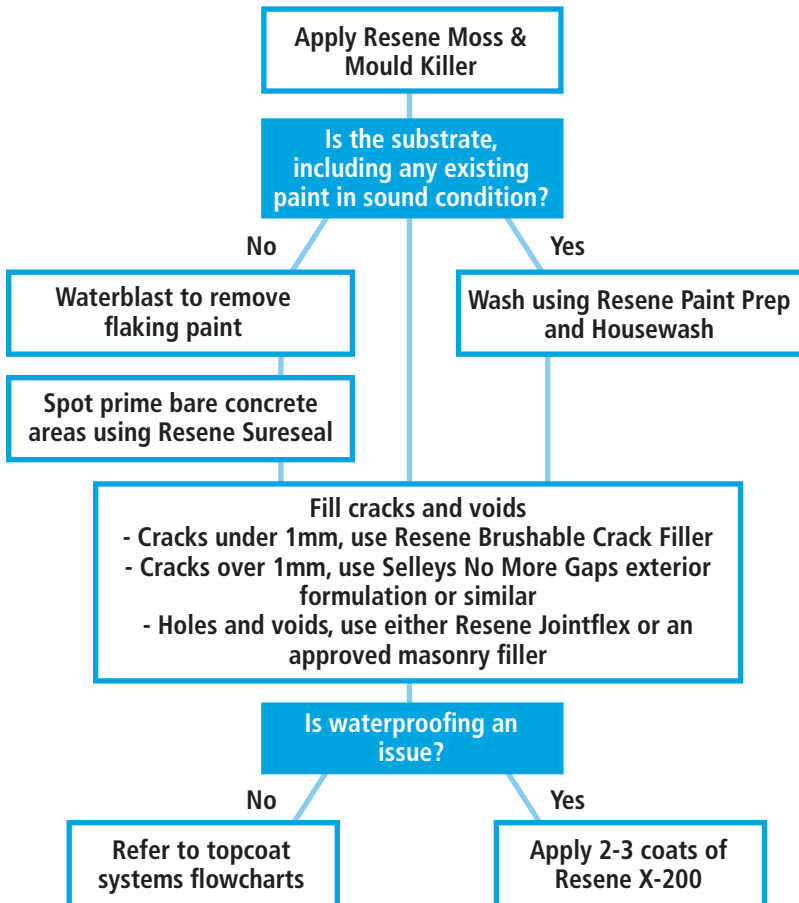 Apply Resene Moss &
Mould Killer
Is the substrate,
including any existing
paint in sound condition?
No
Yes
Waterblast to remove
flaking paint
Wash using Resene Paint Prep
and Housewash
Spot prime bare concrete
areas using Resene Sureseal
Fill cracks and voids
- Cracks under 1mm, use Resene Brushable Crack Filler
- Cracks over 1mm, use Selleys No More Gaps exterior
formulation or similar
- Holes and voids, use either Resene Jointflex or an
approved masonry filler
Is waterproofing an
issue?
No
Yes
Refer to topcoat
systems flowcharts
Apply 2-3 coats of
Resene X-200